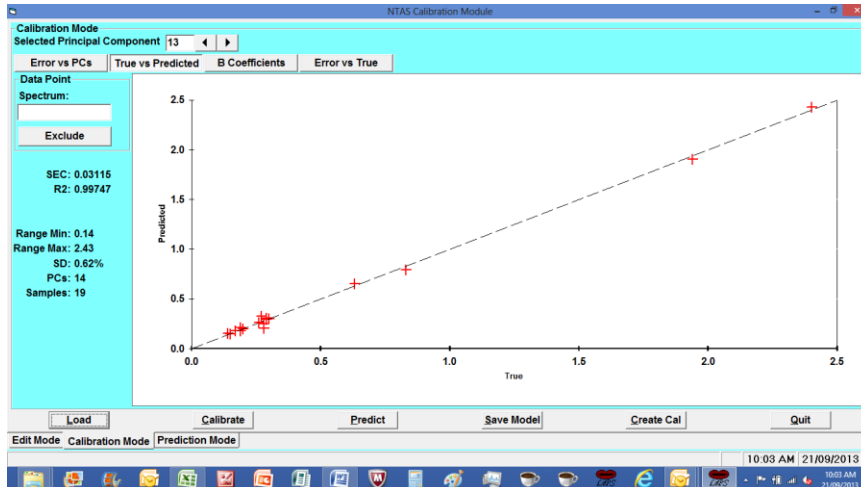 NTAS Calibration Module
Calibration Mode
Selected Principal Component 13
Error vs PCs True vs Predicted B Coefficients Error vs True
Data Point
Spectrum:
Exclude
SEC: 0.03115
R2: 0.99747
Range Min: 0.14
Range Max: 2.43
SD: 0.62%
PCs: 14
Samples: 19
2.5
2.0
1.5
1.0
0.5
0.0
Predicted
0.0 0.5 1.0 1.5 2.0 2.5
True
Load Calibrate Predict Save Model Create Cal Quit
Edit Mode Calibration Mode Prediction Mode
10:03 AM 21/09/2013
10:03 AM
21/09/2013